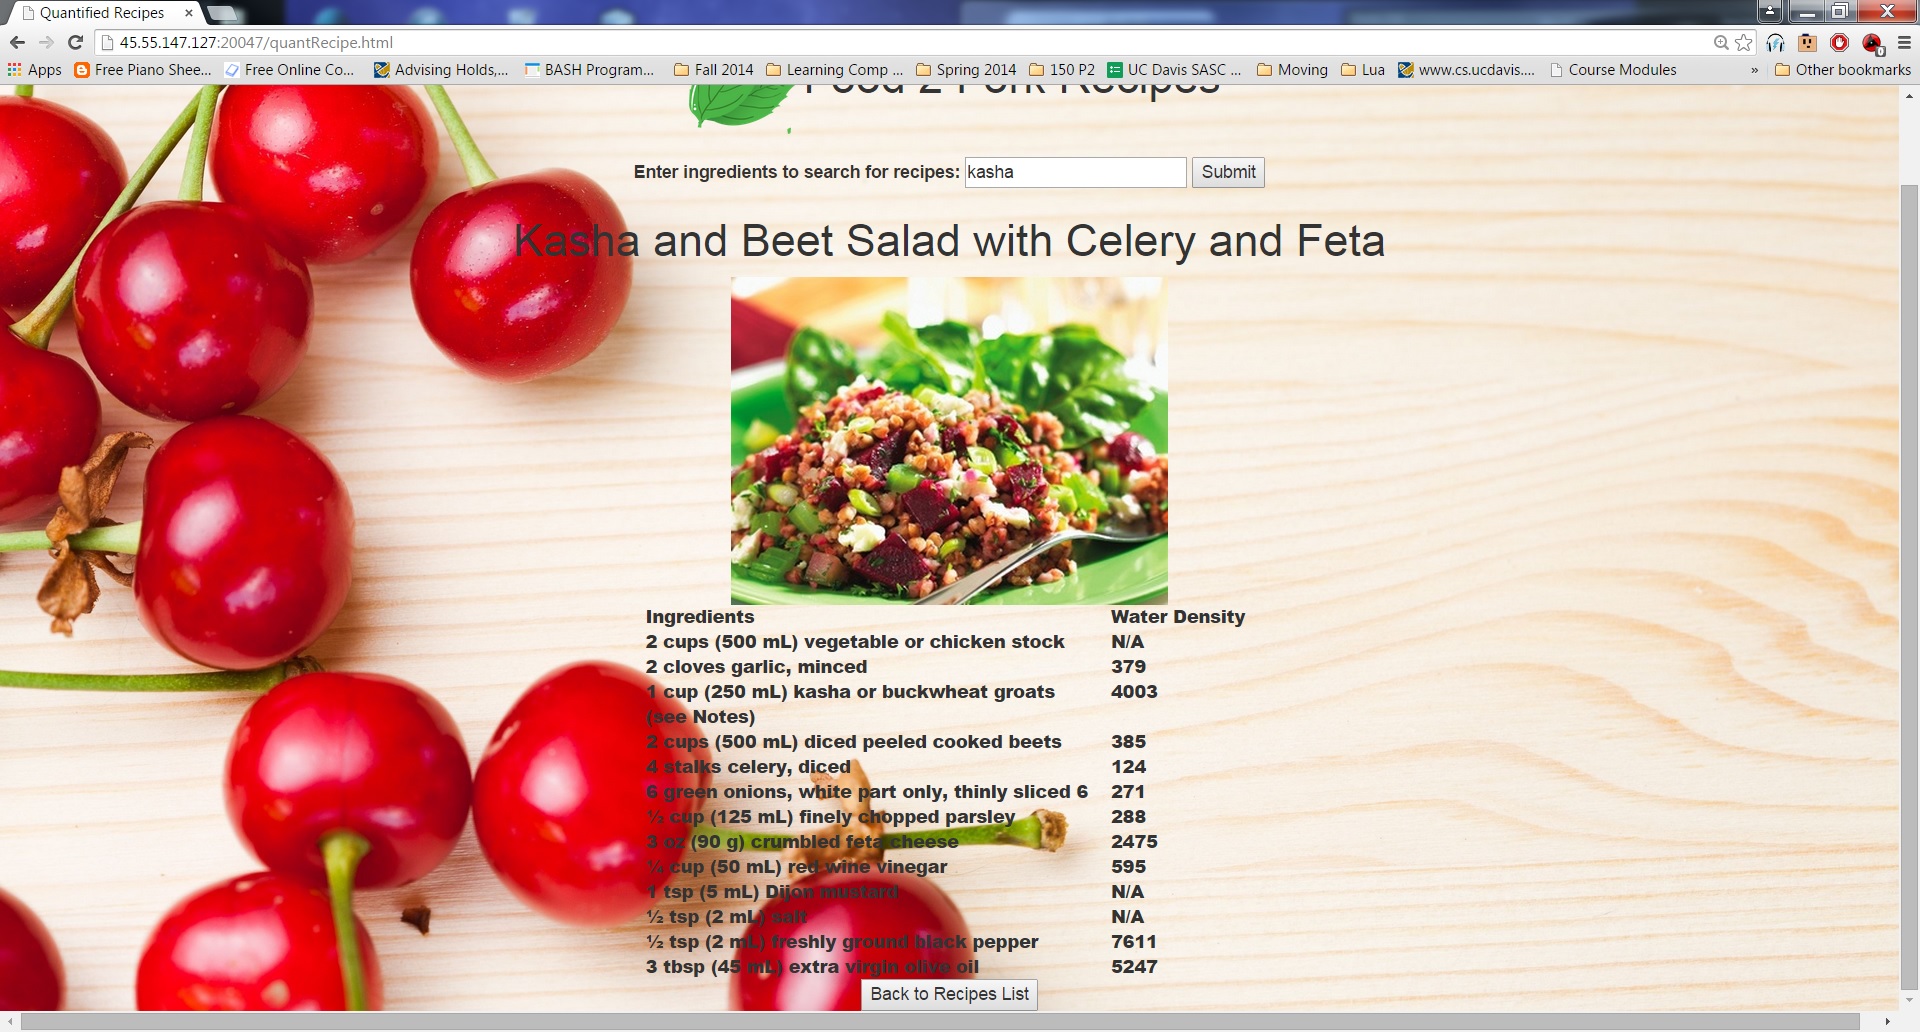 Quantified Recipes
45.55.147.127:20047/quantRecipe.html
Apps Free Piano Shee... Free Online Co... Advising Holds,... BASH Program... Fall 2014 Learning Comp ... Spring 2014 150 P2 UC Davis SASC ... Moving Lua www.cs.ucdavis.... Course Modules » Other bookmarks
Food 2 Fork Recipes
Enter ingredients to search for recipes: kasha Submit
Kasha and Beet Salad with Celery and Feta
Ingredients Water Density
2 cups (500 mL) vegetable or chicken stock N/A
2 cloves garlic, minced 379
1 cup (250 mL) kasha or buckwheat groats 4003
(see Notes)
2 cups (500 mL) diced peeled cooked beets 385
4 stalks celery, diced 124
6 green onions, white part only, thinly sliced 6 271
½ cup (125 mL) finely chopped parsley 288
3 oz (90 g) crumbled feta cheese 2475
¼ cup (50 mL) red wine vinegar 595
1 tsp (5 mL) Dijon mustard N/A
½ tsp (2 mL) salt N/A
½ tsp (2 mL) freshly ground black pepper 7611
3 tbsp (45 mL) extra virgin olive oil 5247
Back to Recipes List